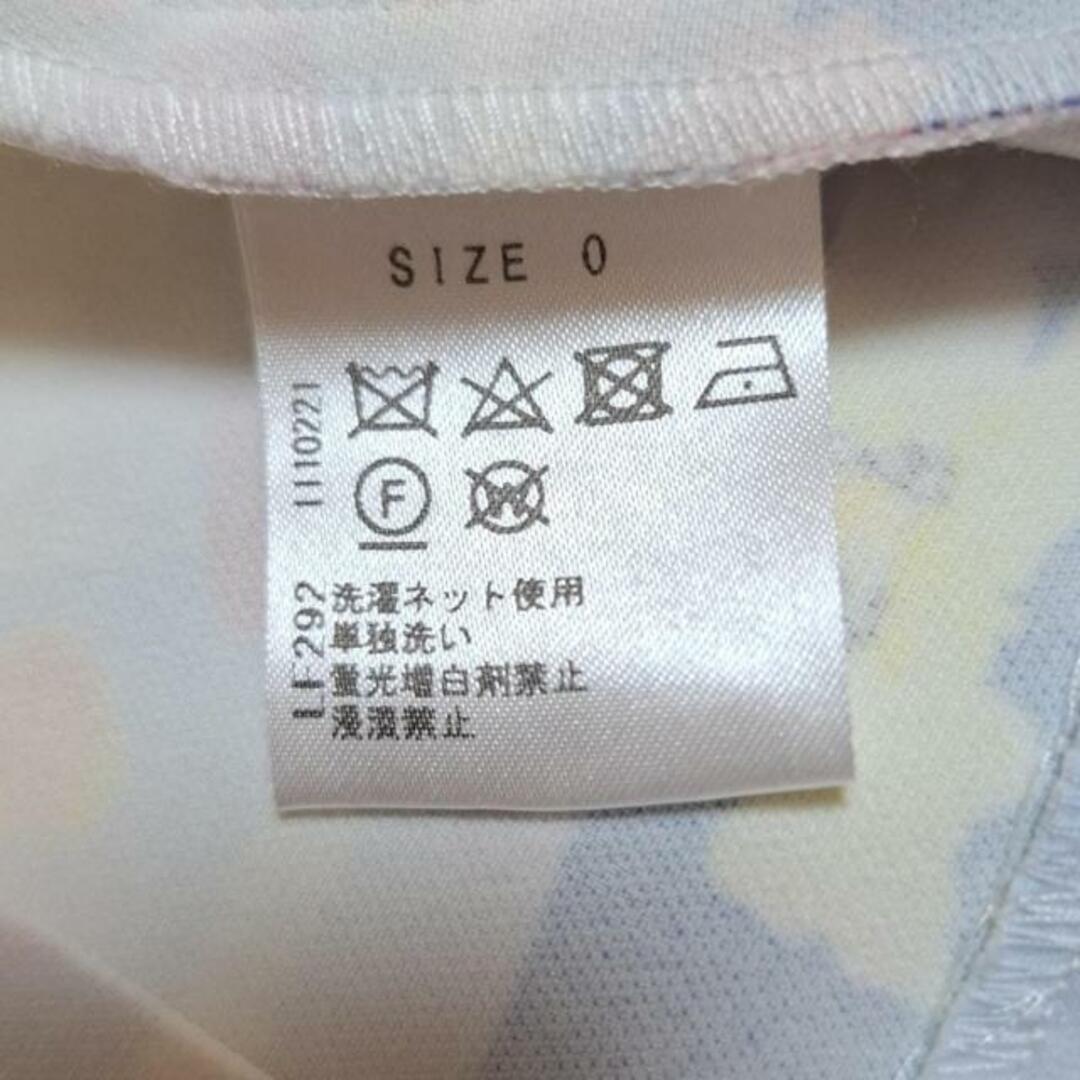 SIZE 0
1110221
F
W
LF292
洗濯ネット使用
単独洗い
蛍光増白剤禁止
浸漬禁止